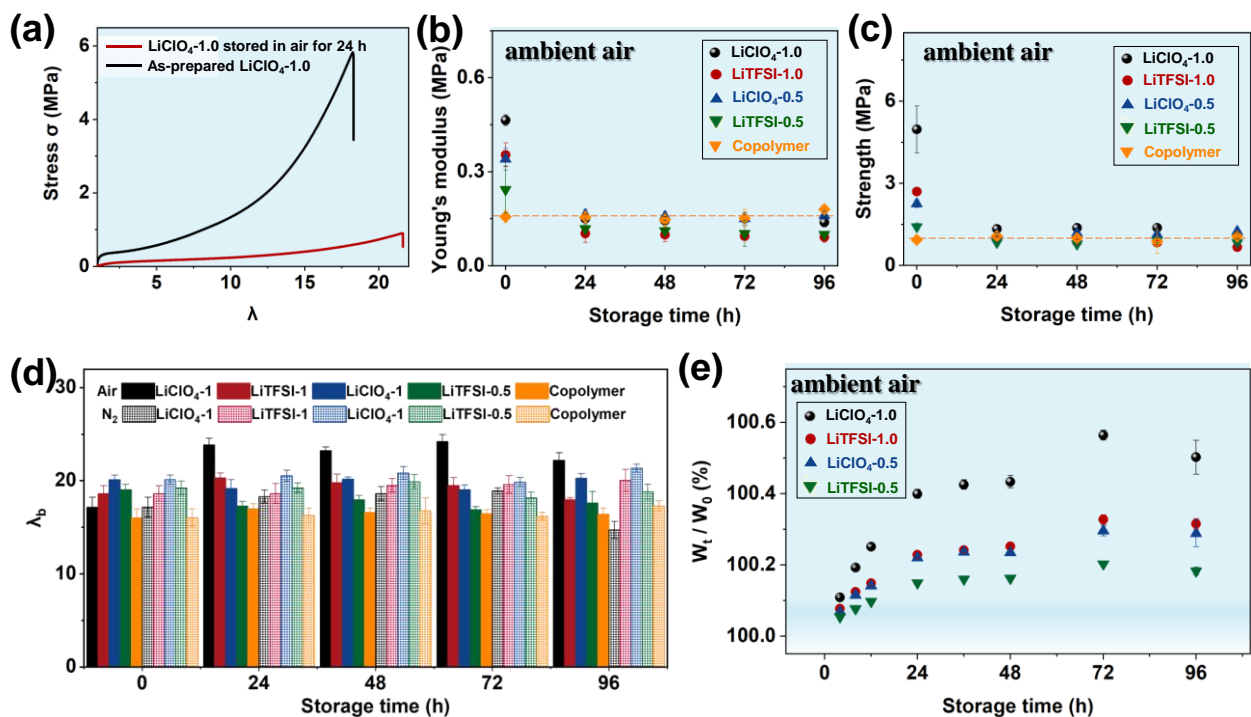 (a)
LiClO₄-1.0 stored in air for 24 h
As-prepared LiClO₄-1.0
Stress σ (MPa)
6
4
2
0
5 10 15 20
λ
(b)
ambient air
LiClO₄-1.0
LiTFSI-1.0
LiClO₄-0.5
LiTFSI-0.5
Copolymer
Young's modulus (MPa)
0.6
0.3
0.0
0 24 48 72 96
Storage time (h)
(c)
ambient air
LiClO₄-1.0
LiTFSI-1.0
LiClO₄-0.5
LiTFSI-0.5
Copolymer
Strength (MPa)
6
3
0
0 24 48 72 96
Storage time (h)
(d)
Air LiClO₄-1 LiTFSI-1 LiClO₄-1 LiTFSI-0.5 Copolymer
N₂ LiClO₄-1 LiTFSI-1 LiClO₄-1 LiTFSI-0.5 Copolymer
λb
30
20
10
0
0 24 48 72 96
Storage time (h)
(e)
ambient air
LiClO₄-1.0
LiTFSI-1.0
LiClO₄-0.5
LiTFSI-0.5
Wt / W₀ (%)
100.6
100.4
100.2
100.0
0 24 48 72 96
Storage time (h)